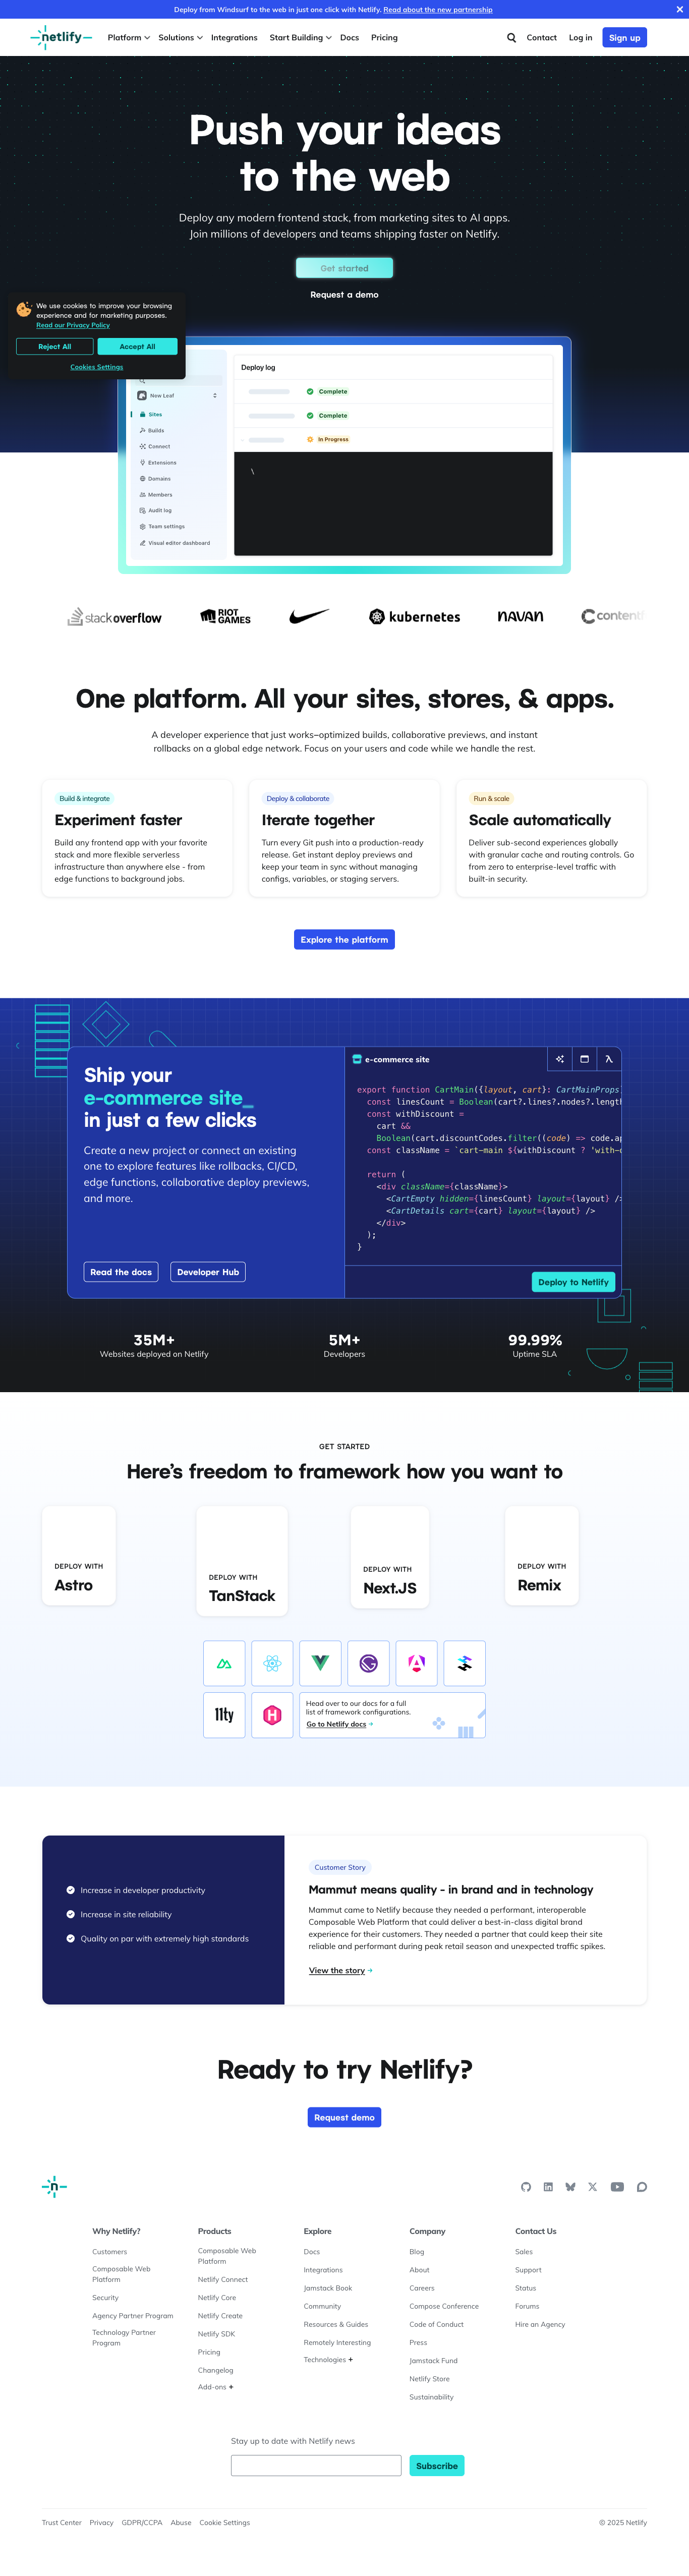 Deploy from Windsurf to the web in just one click with Netlify. Read about the new partnership
netlify
Platform
Solutions
Integrations
Start Building
Docs
Pricing
Contact
Log in
Sign up
Push your ideas
to the web
Deploy any modern frontend stack, from marketing sites to AI apps.
Join millions of developers and teams shipping faster on Netlify.
Get started
Request a demo
We use cookies to improve your browsing
experience and for marketing purposes.
Read our Privacy Policy
Reject All
Accept All
Cookies Settings
New Leaf
Sites
Builds
Connect
Extensions
Domains
Members
Audit log
Team settings
Visual editor dashboard
Deploy log
Complete
Complete
In Progress
\
stackoverflow
RIOT
GAMES
kubernetes
NAVAN
Contentf
One platform. All your sites, stores, & apps.
A developer experience that just works–optimized builds, collaborative previews, and instant
rollbacks on a global edge network. Focus on your users and code while we handle the rest.
Build & integrate
Experiment faster
Build any frontend app with your favorite
stack and more flexible serverless
infrastructure than anywhere else - from
edge functions to background jobs.
Deploy & collaborate
Iterate together
Turn every Git push into a production-ready
release. Get instant deploy previews and
keep your team in sync without managing
configs, variables, or staging servers.
Run & scale
Scale automatically
Deliver sub-second experiences globally
with granular cache and routing controls. Go
from zero to enterprise-level traffic with
built-in security.
Explore the platform
Ship your
e-commerce site_
in just a few clicks
Create a new project or connect an existing
one to explore features like rollbacks, CI/CD,
edge functions, collaborative deploy previews,
and more.
Read the docs
Developer Hub
e-commerce site
export function CartMain({layout, cart}: CartMainProps
const linesCount = Boolean(cart?.lines?.nodes?.length
const withDiscount =
cart &&
Boolean(cart.discountCodes.filter((code) => code.ap
const className = `cart-main ${withDiscount ? 'with-d
return (
<div className={className}>
<CartEmpty hidden={linesCount} layout={layout} />
<CartDetails cart={cart} layout={layout} />
</div>
);
}
Deploy to Netlify
35M+
Websites deployed on Netlify
5M+
Developers
99.99%
Uptime SLA
GET STARTED
Here's freedom to framework how you want to
DEPLOY WITH
Astro
DEPLOY WITH
TanStack
DEPLOY WITH
Next.JS
DEPLOY WITH
Remix
11ty
Head over to our docs for a full
list of framework configurations.
Go to Netlify docs
Increase in developer productivity
Increase in site reliability
Quality on par with extremely high standards
Customer Story
Mammut means quality - in brand and in technology
Mammut came to Netlify because they needed a performant, interoperable
Composable Web Platform that could deliver a best-in-class digital brand
experience for their customers. They needed a partner that could keep their site
reliable and performant during peak retail season and unexpected traffic spikes.
View the story
Ready to try Netlify?
Request demo
Why Netlify?
Customers
Composable Web
Platform
Security
Agency Partner Program
Technology Partner
Program
Products
Composable Web
Platform
Netlify Connect
Netlify Core
Netlify Create
Netlify SDK
Pricing
Changelog
Add-ons +
Explore
Docs
Integrations
Jamstack Book
Community
Resources & Guides
Remotely Interesting
Technologies +
Company
Blog
About
Careers
Compose Conference
Code of Conduct
Press
Jamstack Fund
Netlify Store
Sustainability
Contact Us
Sales
Support
Status
Forums
Hire an Agency
Stay up to date with Netlify news
Subscribe
Trust Center
Privacy
GDPR/CCPA
Abuse
Cookie Settings
© 2025 Netlify